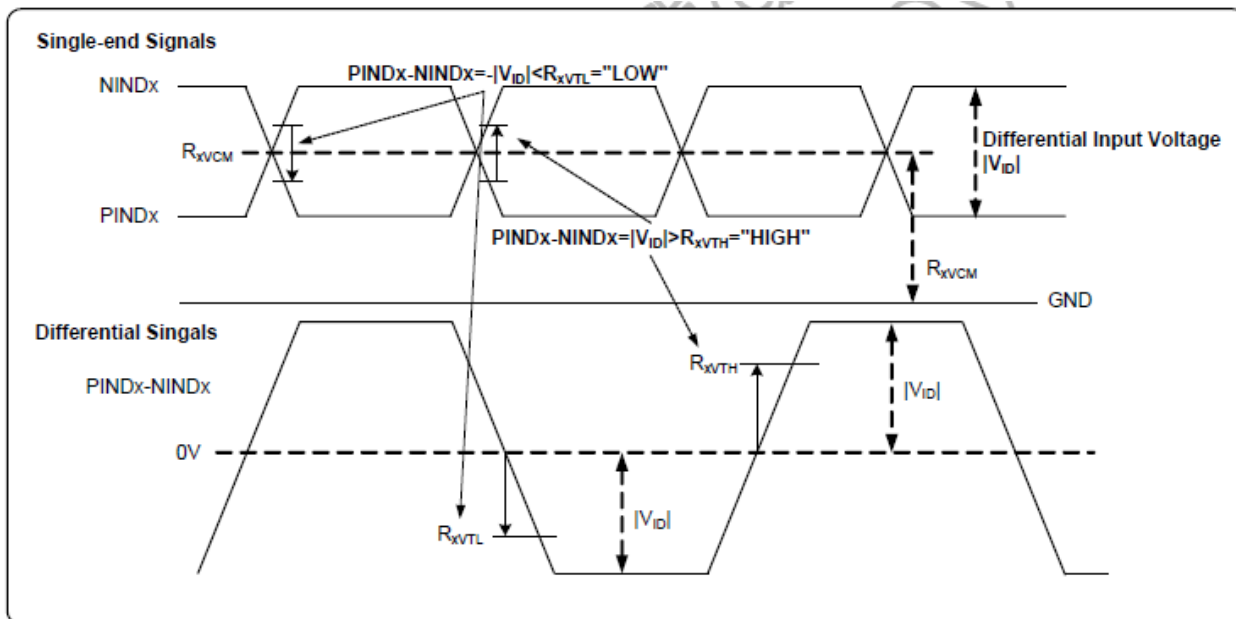 Single-end Signals
PINDx-NINDx=-|VID|<RxVTL="LOW"
NINDx
RxVCM
Differential Input Voltage
|VID|
PINDx
PINDx-NINDx=|VID|>RxVTH="HIGH"
RxVCM
GND
Differential Singals
RxVTH
PINDx-NINDx
|VID|
0V
|VID|
RxVTL